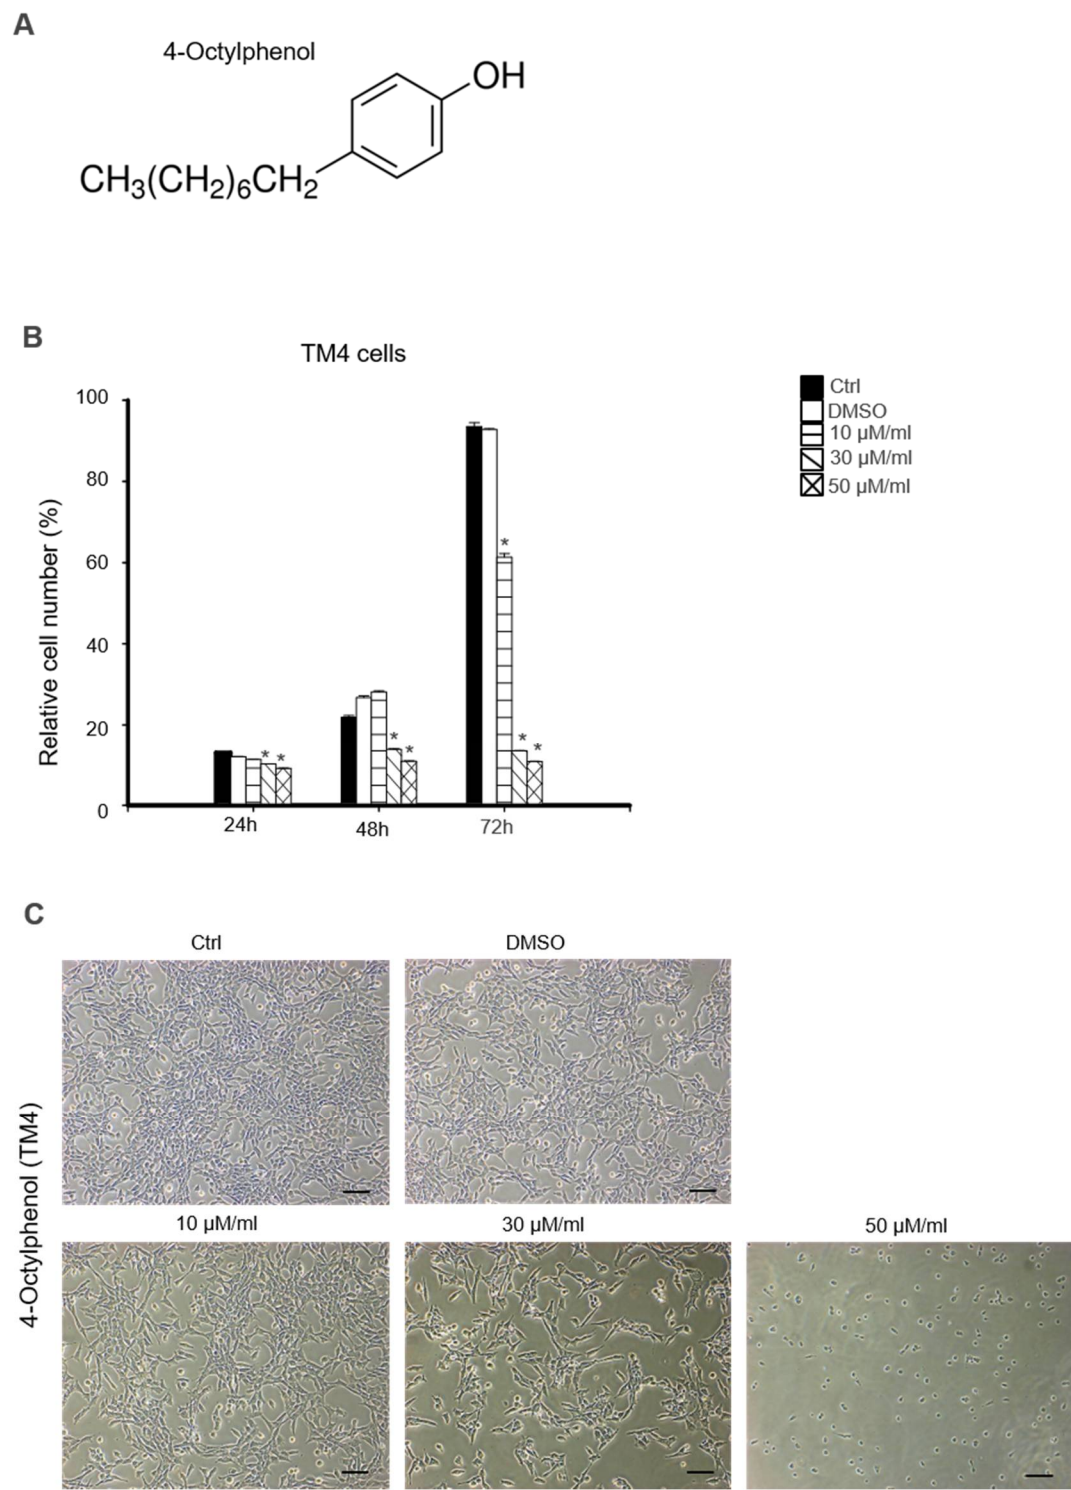 A
4-Octylphenol
OH
CH3(CH2)6CH2
B
TM4 cells
100
80
60
40
20
0
Relative cell number (%)
*
*
*
*
*
*
*
24h
48h
72h
Ctrl
DMSO
10 µM/ml
30 µM/ml
50 µM/ml
C
Ctrl
DMSO
4-Octylphenol (TM4)
10 µM/ml
30 µM/ml
50 µM/ml